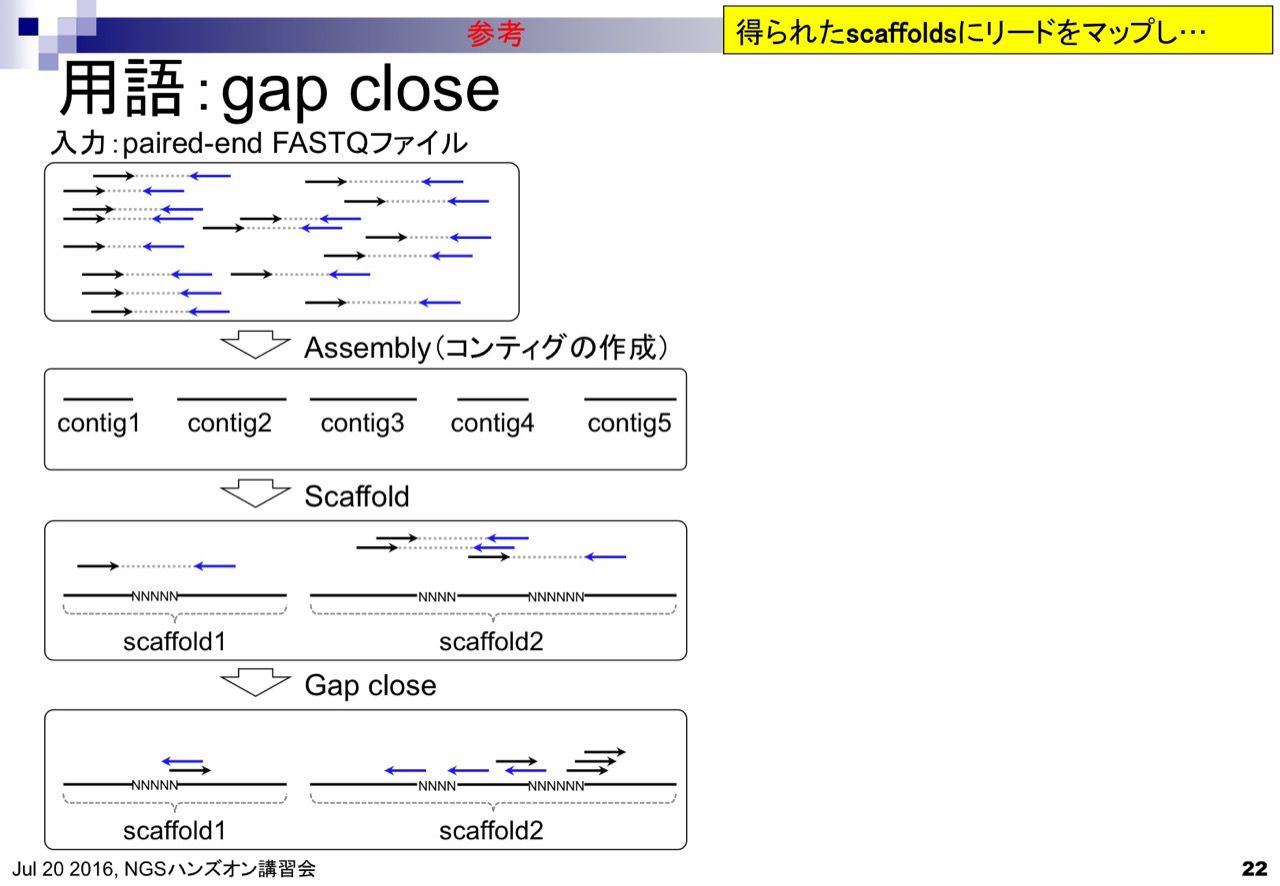 参考
得られたscaffoldsにリードをマップし…
用語：gap close
入力：paired-end FASTQファイル
Assembly（コンティグの作成）
contig1 contig2 contig3 contig4 contig5
Scaffold
NNNNN NNNN NNNNNN
scaffold1 scaffold2
Gap close
NNNNN NNNN NNNNNN
scaffold1 scaffold2
Jul 20 2016, NGSハンズオン講習会
22